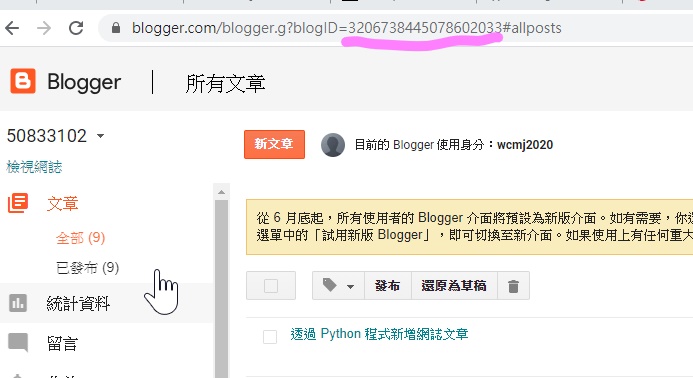 blogger.com/blogger.g?blogID=3206738445078602033#allposts
Blogger
所有文章
50833102
檢視網誌
新文章
目前的 Blogger 使用身分：wcmj2020
文章
全部 (9)
已發布 (9)
統計資料
留言
從 6 月底起，所有使用者的 Blogger 介面將預設為新版介面。如有需要，你
選單中的「試用新版 Blogger」，即可切換至新介面。如果使用上有任何重大
發布
還原為草稿
透過 Python 程式新增網誌文章